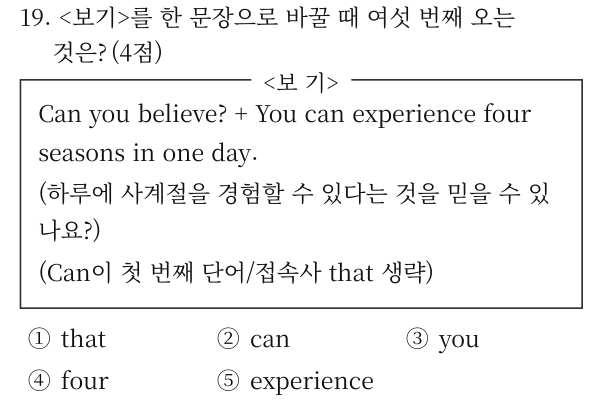 19. <보기>를 한 문장으로 바꿀 때 여섯 번째 오는
것은? (4점)
<보 기>
Can you believe? + You can experience four
seasons in one day.
(하루에 사계절을 경험할 수 있다는 것을 믿을 수 있
나요?)
(Can이 첫 번째 단어/접속사 that 생략)
① that ② can ③ you
④ four ⑤ experience